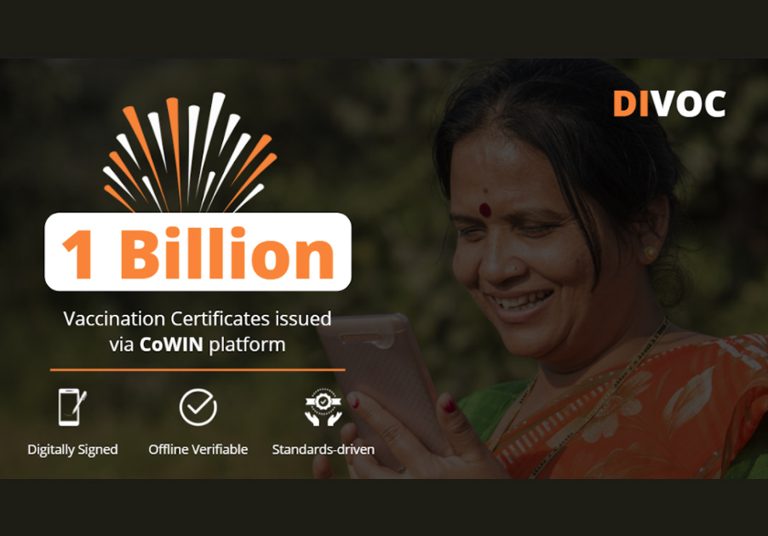 DIVOC
1 Billion
Vaccination Certificates issued
via CoWIN platform
Digitally Signed
Offline Verifiable
Standards-driven